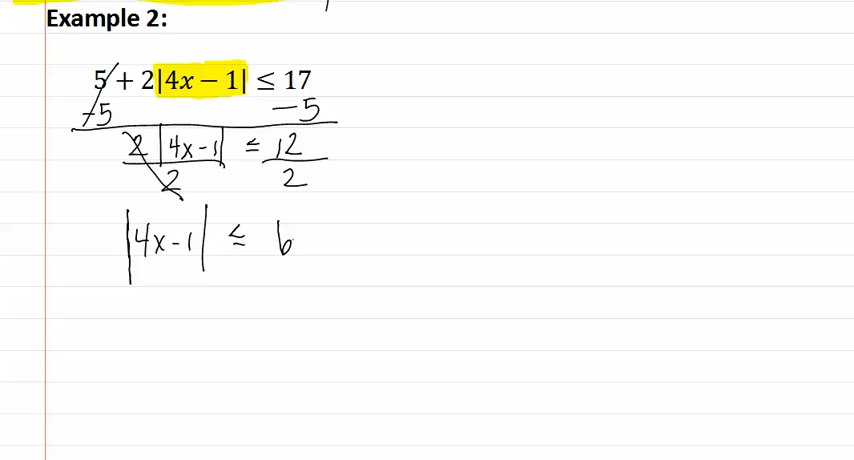 Example 2:
5 + 2|4x − 1| ≤ 17
−5 −5
2|4x-1| ≤ 12
2 2
|4x-1| ≤ 6